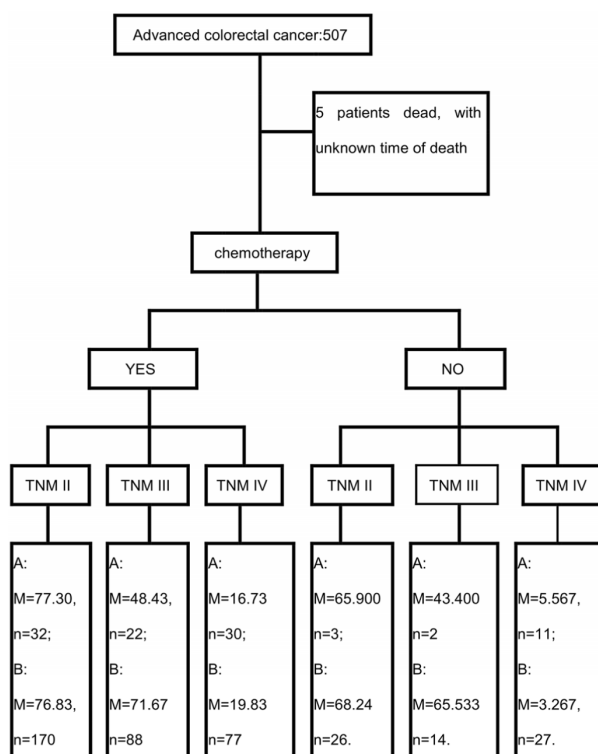 Advanced colorectal cancer:507
5 patients dead, with
unknown time of death
chemotherapy
YES
NO
TNM II
TNM III
TNM IV
TNM II
TNM III
TNM IV
A:
M=77.30,
n=32;
B:
M=76.83,
n=170
A:
M=48.43,
n=22;
B:
M=71.67
n=88
A:
M=16.73
n=30;
B:
M=19.83
n=77
A:
M=65.900
n=3;
B:
M=68.24
n=26.
A:
M=43.400
n=2
B:
M=65.533
n=14.
A:
M=5.567,
n=11;
B:
M=3.267,
n=27.